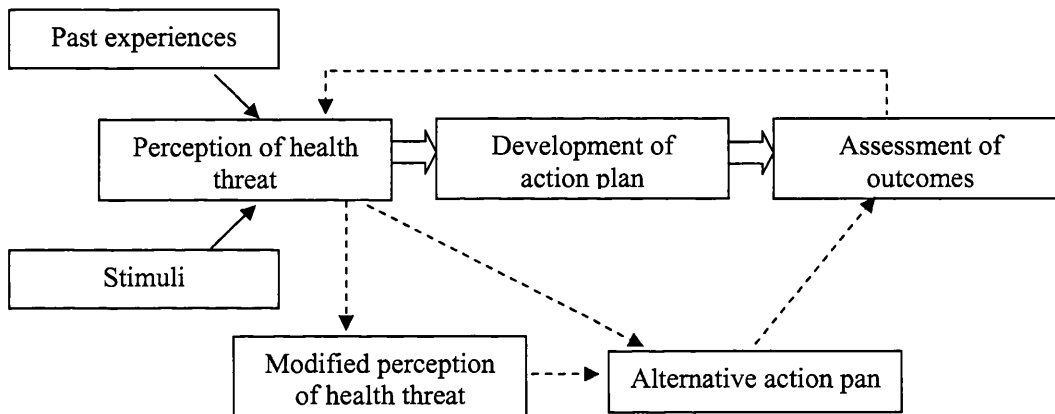 Past experiences
Perception of health
threat
Development of
action plan
Assessment of
outcomes
Stimuli
Modified perception
of health threat
Alternative action pan